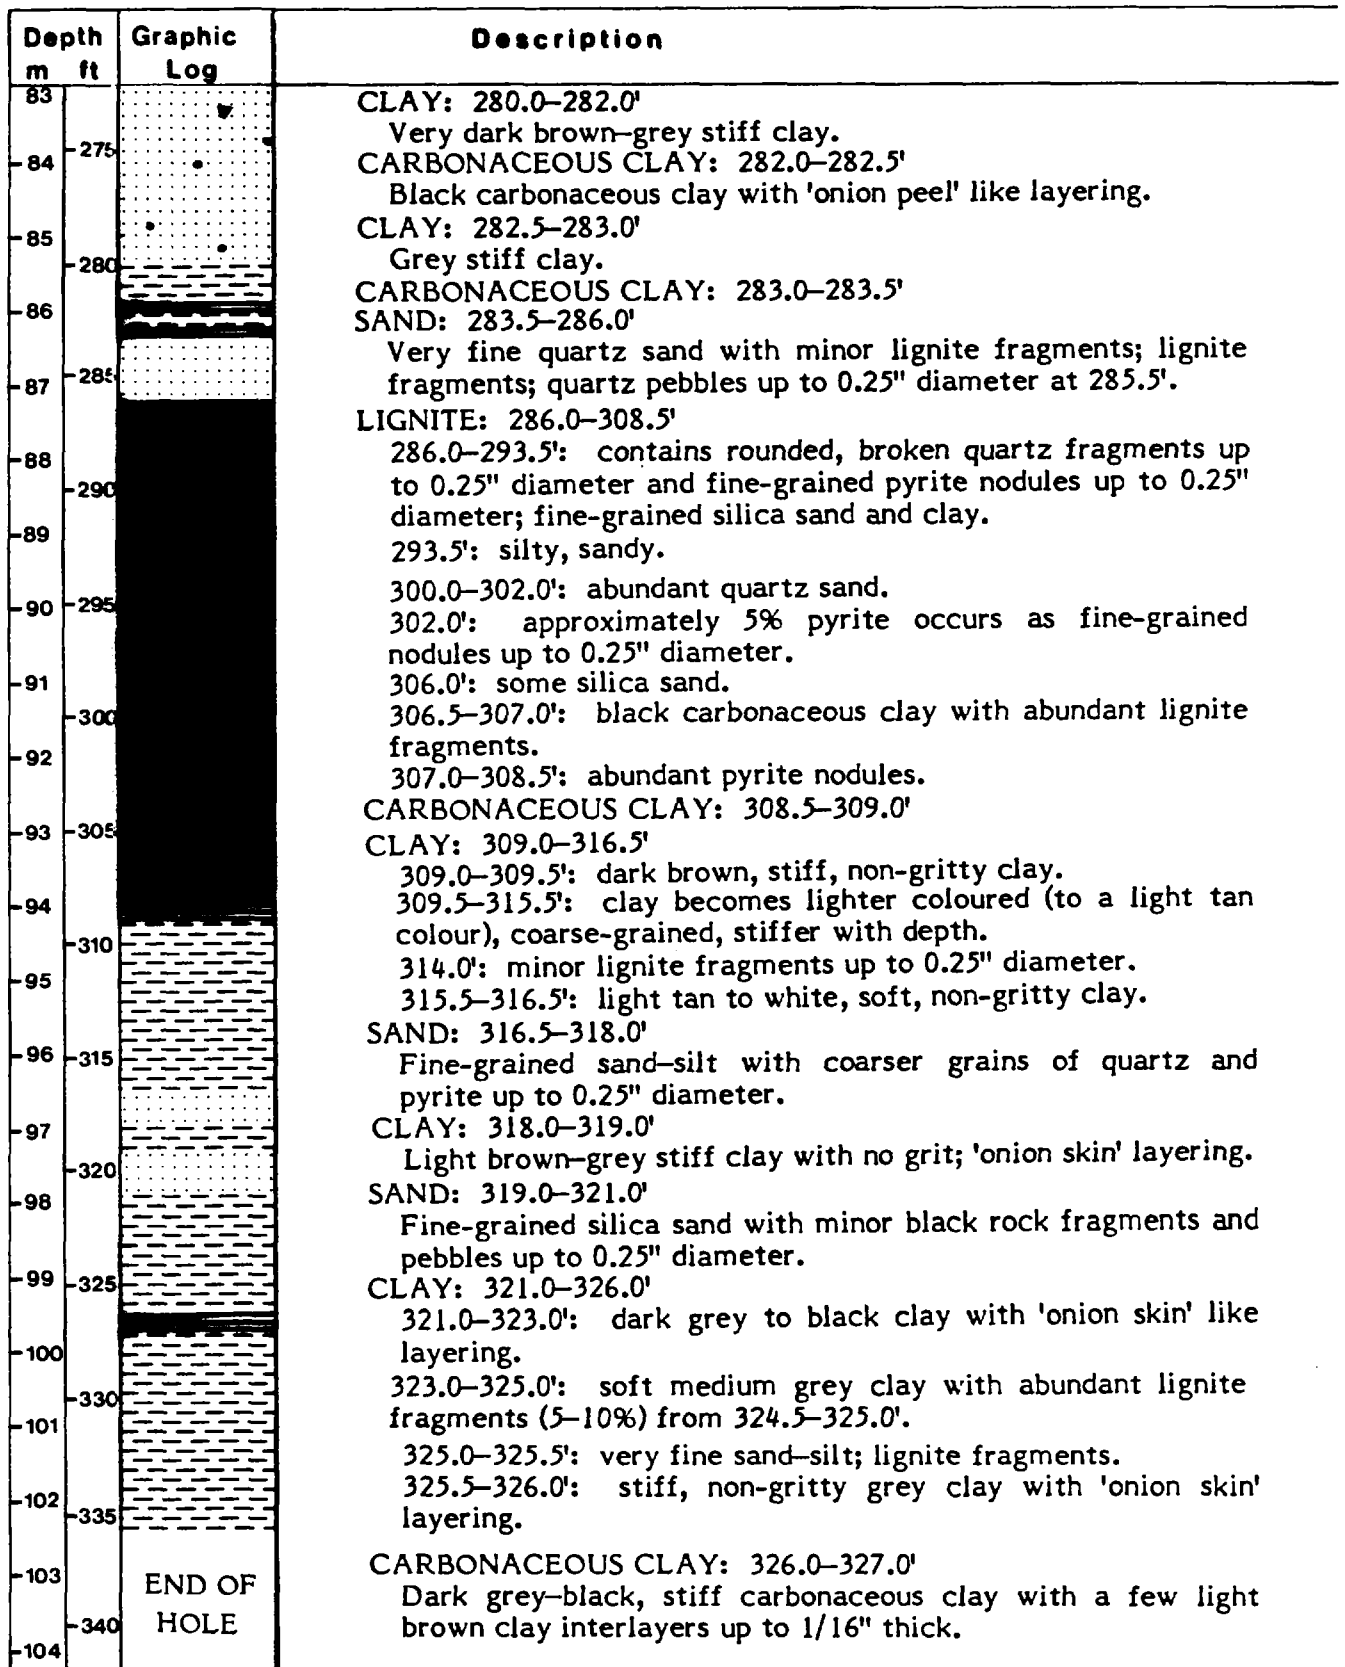 Depth Graphic Description
m ft Log
83
84
85
86
87
88
89
90
91
92
93
94
95
96
97
98
99
100
101
102
103
104
275
280
285
290
295
300
305
310
315
320
325
330
335
340
END OF
HOLE
CLAY: 280.0–282.0'
Very dark brown–grey stiff clay.
CARBONACEOUS CLAY: 282.0–282.5'
Black carbonaceous clay with 'onion peel' like layering.
CLAY: 282.5–283.0'
Grey stiff clay.
CARBONACEOUS CLAY: 283.0–283.5'
SAND: 283.5–286.0'
Very fine quartz sand with minor lignite fragments; lignite
fragments; quartz pebbles up to 0.25" diameter at 285.5'.
LIGNITE: 286.0–308.5'
286.0–293.5': contains rounded, broken quartz fragments up
to 0.25" diameter and fine-grained pyrite nodules up to 0.25"
diameter; fine-grained silica sand and clay.
293.5': silty, sandy.
300.0–302.0': abundant quartz sand.
302.0': approximately 5% pyrite occurs as fine-grained
nodules up to 0.25" diameter.
306.0': some silica sand.
306.5–307.0': black carbonaceous clay with abundant lignite
fragments.
307.0–308.5': abundant pyrite nodules.
CARBONACEOUS CLAY: 308.5–309.0'
CLAY: 309.0–316.5'
309.0–309.5': dark brown, stiff, non-gritty clay.
309.5–315.5': clay becomes lighter coloured (to a light tan
colour), coarse-grained, stiffer with depth.
314.0': minor lignite fragments up to 0.25" diameter.
315.5–316.5': light tan to white, soft, non-gritty clay.
SAND: 316.5–318.0'
Fine-grained sand–silt with coarser grains of quartz and
pyrite up to 0.25" diameter.
CLAY: 318.0–319.0'
Light brown–grey stiff clay with no grit; 'onion skin' layering.
SAND: 319.0–321.0'
Fine-grained silica sand with minor black rock fragments and
pebbles up to 0.25" diameter.
CLAY: 321.0–326.0'
321.0–323.0': dark grey to black clay with 'onion skin' like
layering.
323.0–325.0': soft medium grey clay with abundant lignite
fragments (5–10%) from 324.5–325.0'.
325.0–325.5': very fine sand–silt; lignite fragments.
325.5–326.0': stiff, non-gritty grey clay with 'onion skin'
layering.
CARBONACEOUS CLAY: 326.0–327.0'
Dark grey–black, stiff carbonaceous clay with a few light
brown clay interlayers up to 1/16" thick.